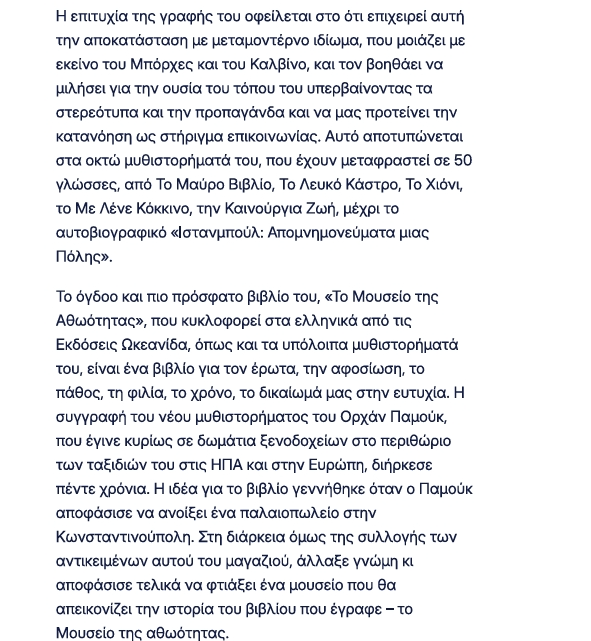 Η επιτυχία της γραφής του οφείλεται στο ότι επιχειρεί αυτή
την αποκατάσταση με μεταμοντέρνο ιδίωμα, που μοιάζει με
εκείνο του Μπόρχες και του Καλβίνο, και τον βοηθάει να
μιλήσει για την ουσία του τόπου του υπερβαίνοντας τα
στερεότυπα και την προπαγάνδα και να μας προτείνει την
κατανόηση ως στήριγμα επικοινωνίας. Αυτό αποτυπώνεται
στα οκτώ μυθιστορήματά του, που έχουν μεταφραστεί σε 50
γλώσσες, από Το Μαύρο Βιβλίο, Το Λευκό Κάστρο, Το Χιόνι,
το Με Λένε Κόκκινο, την Καινούργια Ζωή, μέχρι το
αυτοβιογραφικό «Ιστανμπούλ: Απομνημονεύματα μιας
Πόλης».
Το όγδοο και πιο πρόσφατο βιβλίο του, «Το Μουσείο της
Αθωότητας», που κυκλοφορεί στα ελληνικά από τις
Εκδόσεις Ωκεανίδα, όπως και τα υπόλοιπα μυθιστορήματά
του, είναι ένα βιβλίο για τον έρωτα, την αφοσίωση, το
πάθος, τη φιλία, το χρόνο, το δικαίωμά μας στην ευτυχία. Η
συγγραφή του νέου μυθιστορήματος του Ορχάν Παμούκ,
που έγινε κυρίως σε δωμάτια ξενοδοχείων στο περιθώριο
των ταξιδιών του στις ΗΠΑ και στην Ευρώπη, διήρκεσε
πέντε χρόνια. Η ιδέα για το βιβλίο γεννήθηκε όταν ο Παμούκ
αποφάσισε να ανοίξει ένα παλαιοπωλείο στην
Κωνσταντινούπολη. Στη διάρκεια όμως της συλλογής των
αντικειμένων αυτού του μαγαζιού, άλλαξε γνώμη κι
αποφάσισε τελικά να φτιάξει ένα μουσείο που θα
απεικονίζει την ιστορία του βιβλίου που έγραφε – το
Μουσείο της αθωότητας.